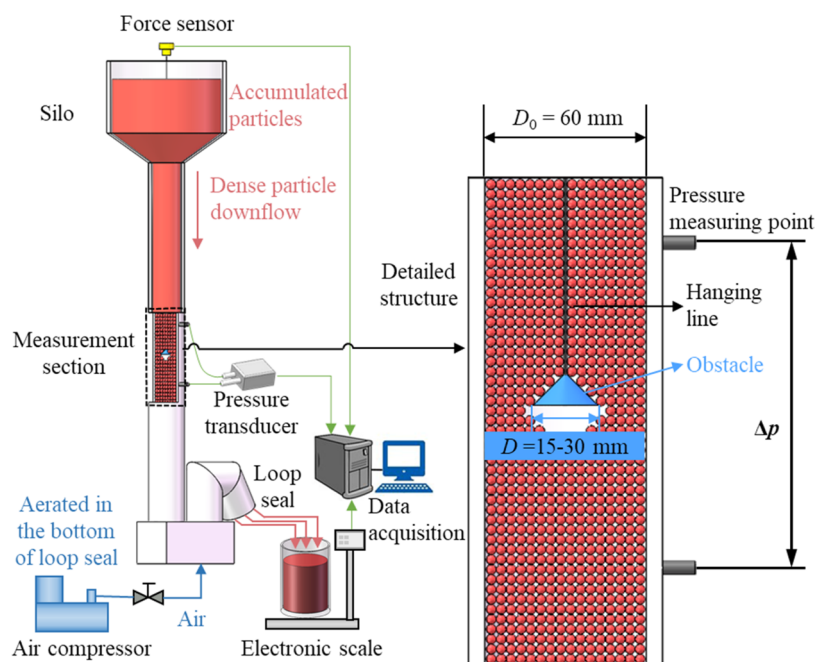 Force sensor
Silo
Accumulated
particles
Dense particle
downflow
Measurement
section
Pressure
transducer
Loop
seal
Data
acquisition
Aerated in
the bottom
of loop seal
Air
Air compressor
Electronic scale
D₀ = 60 mm
Pressure
measuring point
Detailed
structure
Hanging
line
Obstacle
D =15-30 mm
Δp